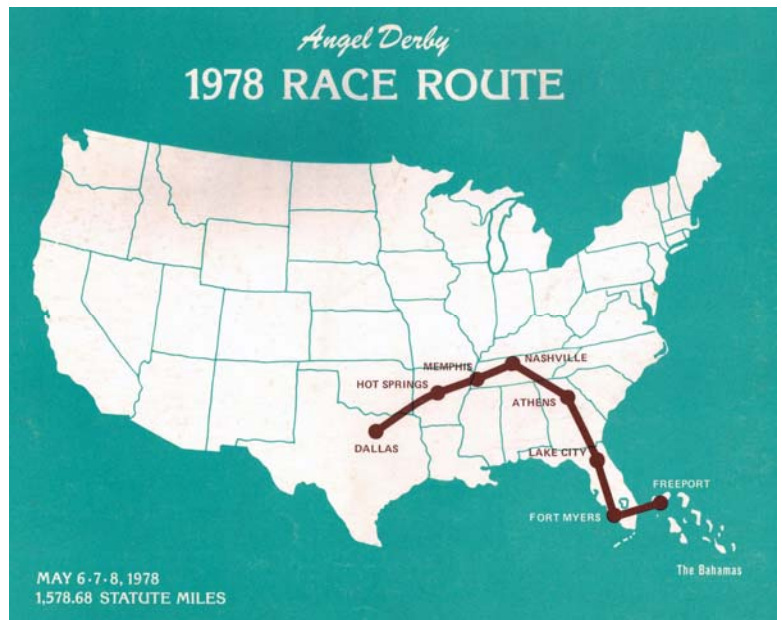 Angel Derby
1978 RACE ROUTE
NASHVILLE
MEMPHIS
HOT SPRINGS
ATHENS
DALLAS
LAKE CITY
FREEPORT
FORT MYERS
The Bahamas
MAY 6·7·8, 1978
1,578.68 STATUTE MILES